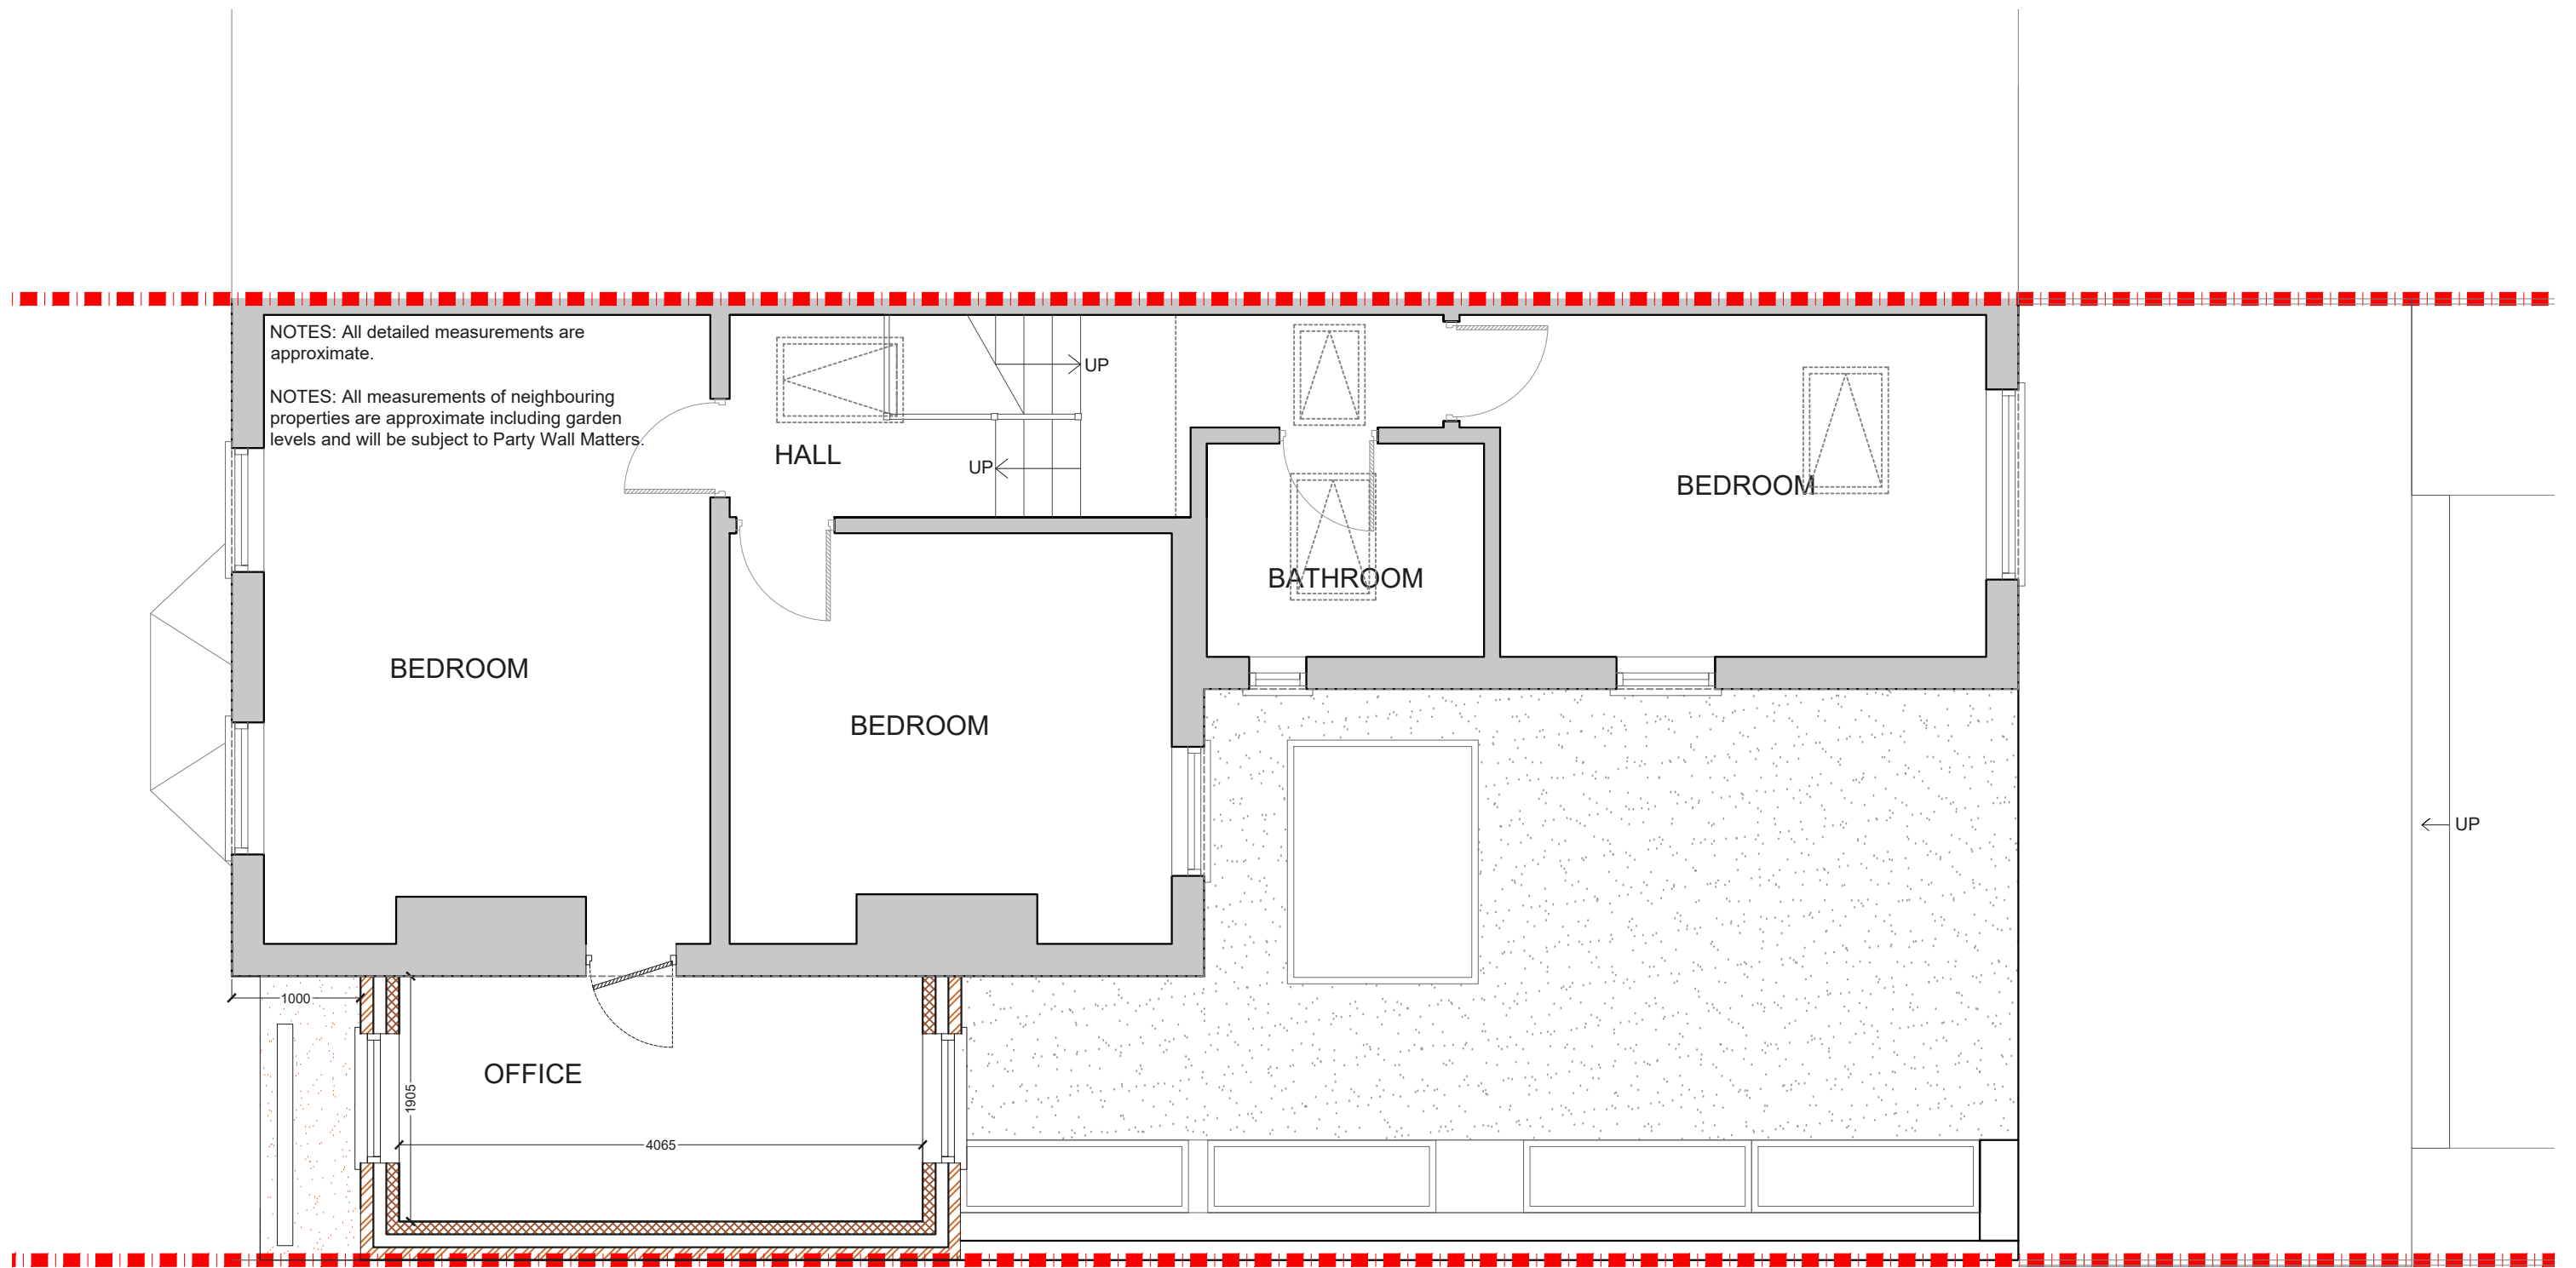 NOTES: All detailed measurements are
approximate.
NOTES: All measurements of neighbouring
properties are approximate including garden
levels and will be subject to Party Wall Matters.
UP
HALL
UP
BEDROOM
BATHROOM
BEDROOM
BEDROOM
UP
1000
OFFICE
1905
4065